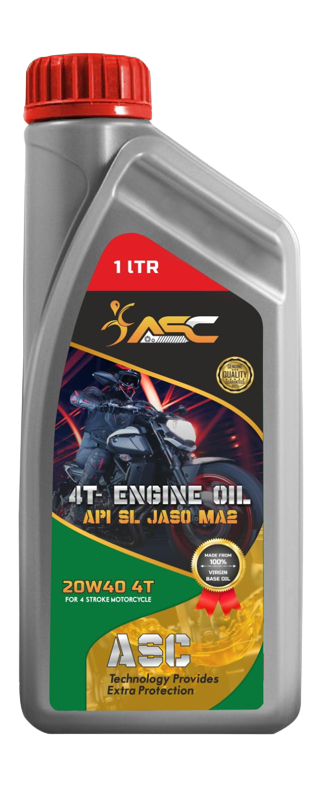 1 LTR
ASC
GENUINE
QUALITY
4T- ENGINE OIL
API SL JASO MA2
MADE FROM
100%
VIRGIN
BASE OIL
20W40 4T
FOR 4 STROKE MOTORCYCLE
ASC
Technology Provides
Extra Protection